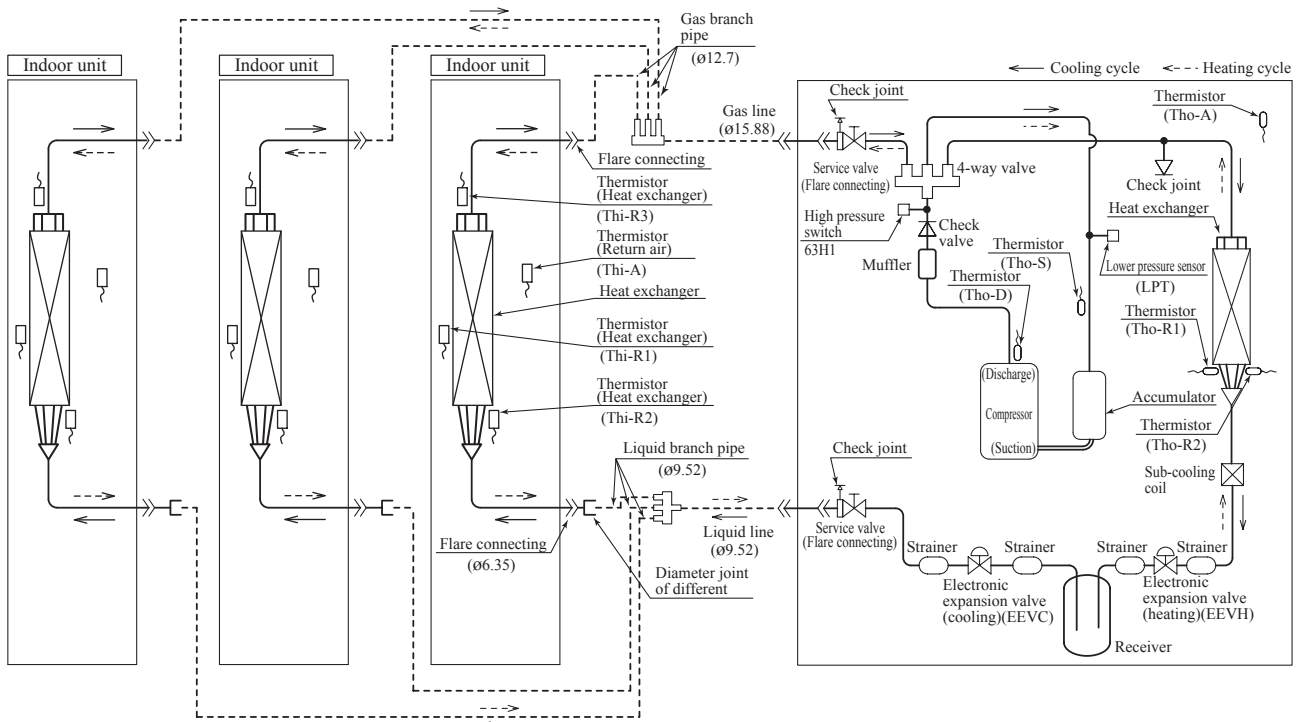 Gas branch
pipe
(ø12.7)
Indoor unit
Indoor unit
Indoor unit
Cooling cycle
Heating cycle
Gas line
(ø15.88)
Check joint
Thermistor
(Tho-A)
Flare connecting
Service valve
(Flare connecting)
4-way valve
Check joint
Thermistor
(Heat exchanger)
(Thi-R3)
High pressure
switch
63H1
Check
valve
Heat exchanger
Thermistor
(Return air)
(Thi-A)
Muffler
Thermistor
(Tho-S)
Lower pressure sensor
(LPT)
Thermistor
(Tho-D)
Heat exchanger
Thermistor
(Tho-R1)
Thermistor
(Heat exchanger)
(Thi-R1)
(Discharge)
Compressor
(Suction)
Accumulator
Thermistor
(Heat exchanger)
(Thi-R2)
Thermistor
(Tho-R2)
Liquid branch pipe
(ø9.52)
Check joint
Sub-cooling
coil
Liquid line
(ø9.52)
Service valve
(Flare connecting)
Flare connecting
(ø6.35)
Diameter joint
of different
Strainer
Strainer
Strainer
Strainer
Electronic
expansion valve
(cooling)(EEVC)
Electronic
expansion valve
(heating)(EEVH)
Receiver